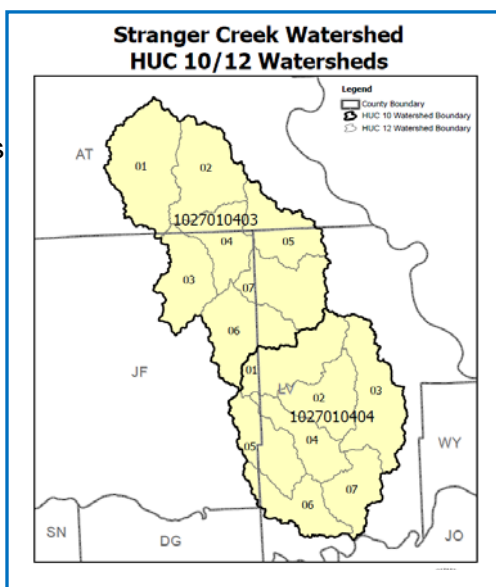 Stranger Creek Watershed
HUC 10/12 Watersheds
Legend
County Boundary
HUC 10 Watershed Boundary
HUC 12 Watershed Boundary
s
AT
01
02
1027010403
04
05
03
07
06
JF
01
LV
02
03
1027010404
04
05
WY
07
06
SN
DG
JO